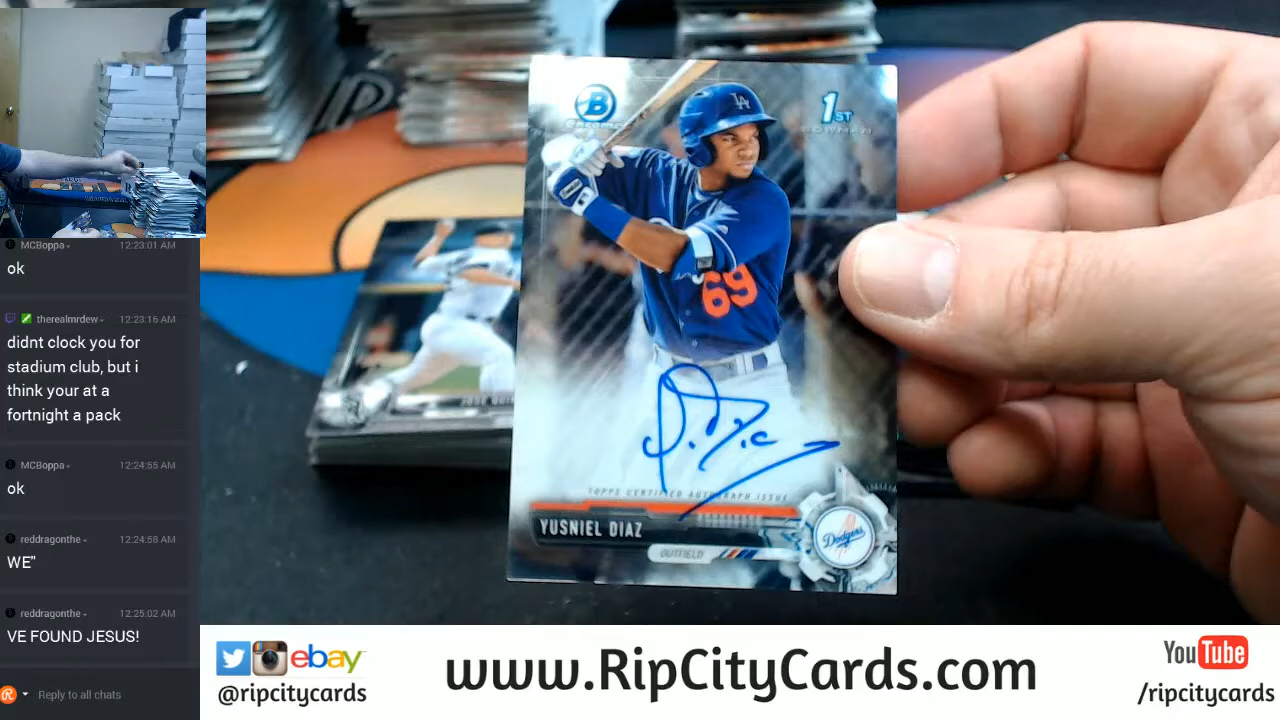 MCBoppa
12:23:01 AM
ok
therealmrdew
12:23:16 AM
didnt clock you for
stadium club, but i
think your at a
fortnight a pack
MCBoppa
12:24:55 AM
ok
reddragonthe
12:24:58 AM
WE"
reddragonthe
12:25:02 AM
VE FOUND JESUS!
Reply to all chats
B
CHROME
1ST
BOWMAN
LA
69
TOPPS CERTIFIED AUTOGRAPH ISSUE
YUSNIEL DIAZ
OUTFIELD
Dodgers
JOSE
ebay
@ripcitycards
www.RipCityCards.com
YouTube
/ripcitycards